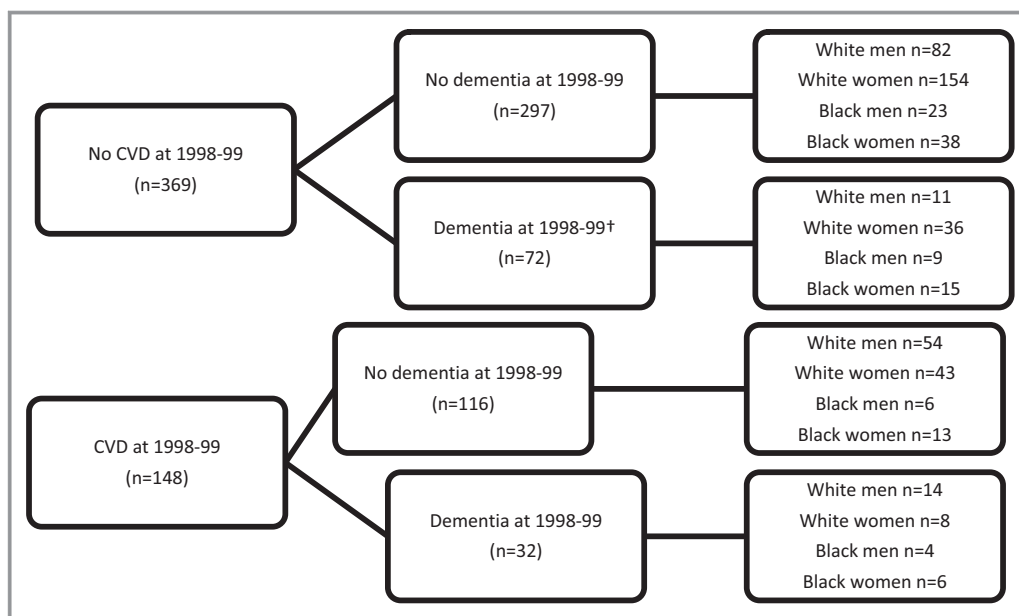 No CVD at 1998-99
(n=369)
No dementia at 1998-99
(n=297)
White men n=82
White women n=154
Black men n=23
Black women n=38
Dementia at 1998-99†
(n=72)
White men n=11
White women n=36
Black men n=9
Black women n=15
CVD at 1998-99
(n=148)
No dementia at 1998-99
(n=116)
White men n=54
White women n=43
Black men n=6
Black women n=13
Dementia at 1998-99
(n=32)
White men n=14
White women n=8
Black men n=4
Black women n=6